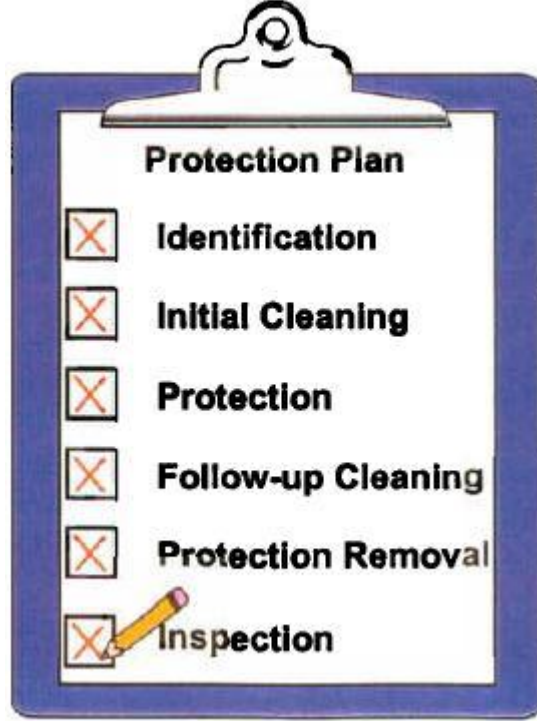 Protection Plan
Identification
Initial Cleaning
Protection
Follow-up Cleaning
Protection Removal
Inspection